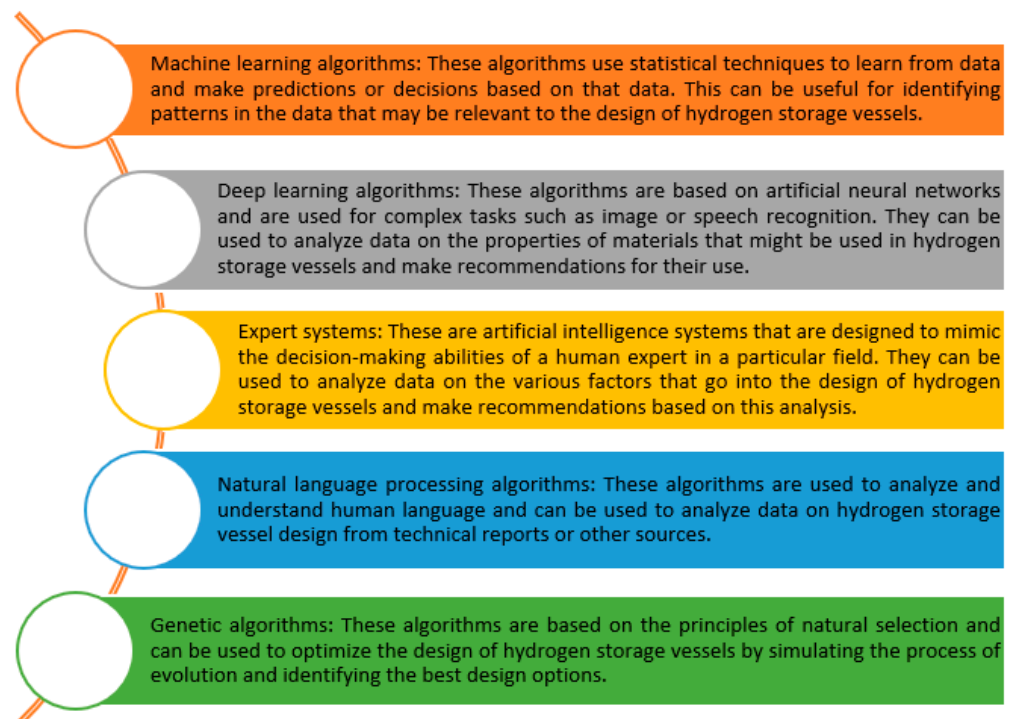 Machine learning algorithms: These algorithms use statistical techniques to learn from data
and make predictions or decisions based on that data. This can be useful for identifying
patterns in the data that may be relevant to the design of hydrogen storage vessels.
Deep learning algorithms: These algorithms are based on artificial neural networks
and are used for complex tasks such as image or speech recognition. They can be
used to analyze data on the properties of materials that might be used in hydrogen
storage vessels and make recommendations for their use.
Expert systems: These are artificial intelligence systems that are designed to mimic
the decision-making abilities of a human expert in a particular field. They can be
used to analyze data on the various factors that go into the design of hydrogen
storage vessels and make recommendations based on this analysis.
Natural language processing algorithms: These algorithms are used to analyze and
understand human language and can be used to analyze data on hydrogen storage
vessel design from technical reports or other sources.
Genetic algorithms: These algorithms are based on the principles of natural selection and
can be used to optimize the design of hydrogen storage vessels by simulating the process of
evolution and identifying the best design options.